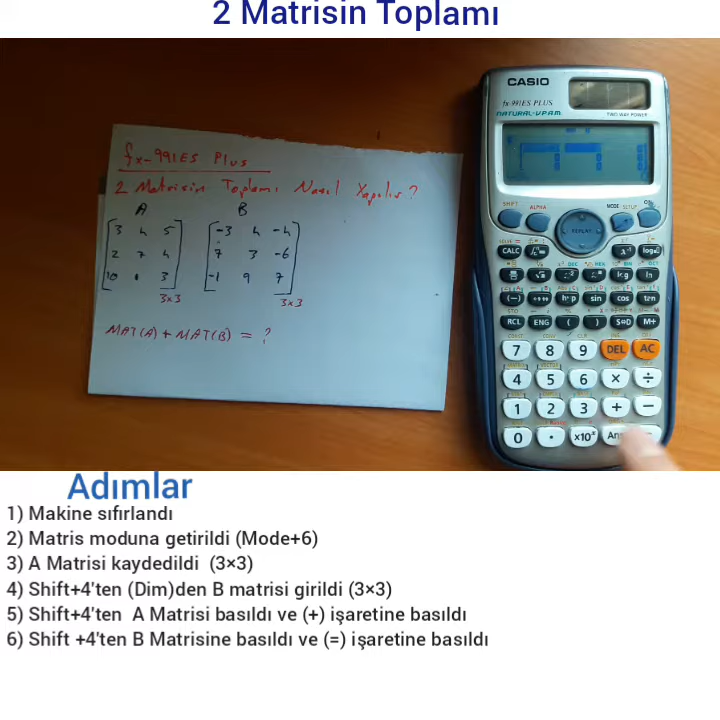 2 Matrisin Toplamı
fx-991ES Plus
2 Matrisin Toplamı Nasıl Yapılır?
A B
3 4 5 -3 4 -4
2 7 4 7 3 -6
10 1 3 -1 9 7
3x3 3x3
MAT(A) + MAT(B) = ?
CASIO
fx-991ES PLUS
NATURAL-V.P.A.M.
TWO WAY POWER
SHIFT ALPHA MODE SETUP ON
REPLAY
CALC
log ln
(-) hyp sin cos tan
RCL ENG ( ) S⇔D M+
7 8 9 DEL AC
4 5 6 × ÷
1 2 3 + −
0 • ×10ˣ Ans
Adımlar
1) Makine sıfırlandı
2) Matris moduna getirildi (Mode+6)
3) A Matrisi kaydedildi (3×3)
4) Shift+4'ten (Dim)den B matrisi girildi (3×3)
5) Shift+4'ten A Matrisi basıldı ve (+) işaretine basıldı
6) Shift +4'ten B Matrisine basıldı ve (=) işaretine basıldı